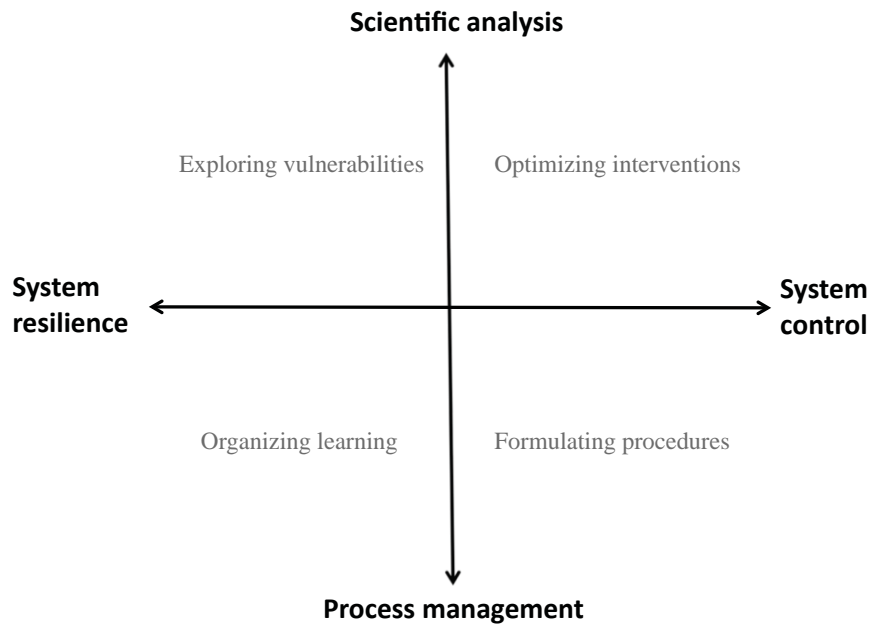 Scientific analysis
Exploring vulnerabilities
Optimizing interventions
System
resilience
System
control
Organizing learning
Formulating procedures
Process management